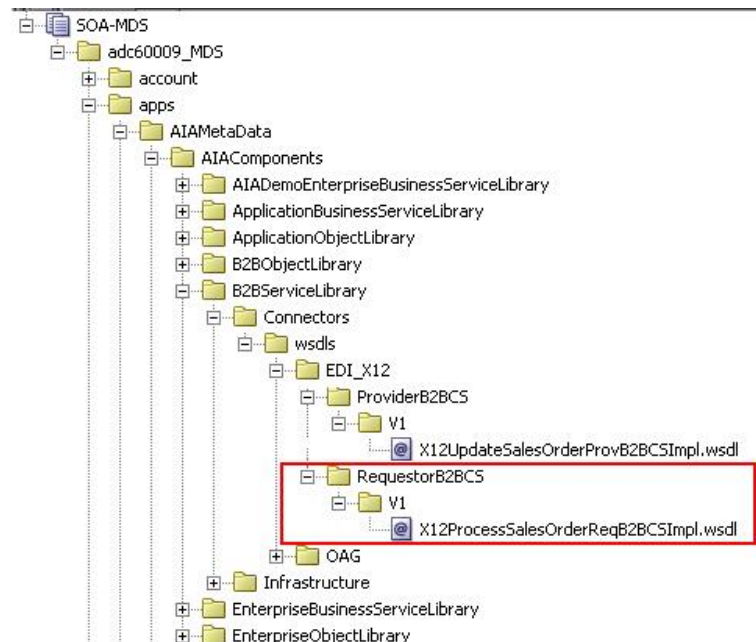 SOA-MDS
adc60009_MDS
account
apps
AIAMetaData
AIAComponents
AIADemoEnterpriseBusinessServiceLibrary
ApplicationBusinessServiceLibrary
ApplicationObjectLibrary
B2BObjectLibrary
B2BServiceLibrary
Connectors
wsdls
EDI_X12
ProviderB2BCS
V1
X12UpdateSalesOrderProvB2BCSImpl.wsdl
RequestorB2BCS
V1
X12ProcessSalesOrderReqB2BCSImpl.wsdl
OAG
Infrastructure
EnterpriseBusinessServiceLibrary
EnterpriseObjectLibrary